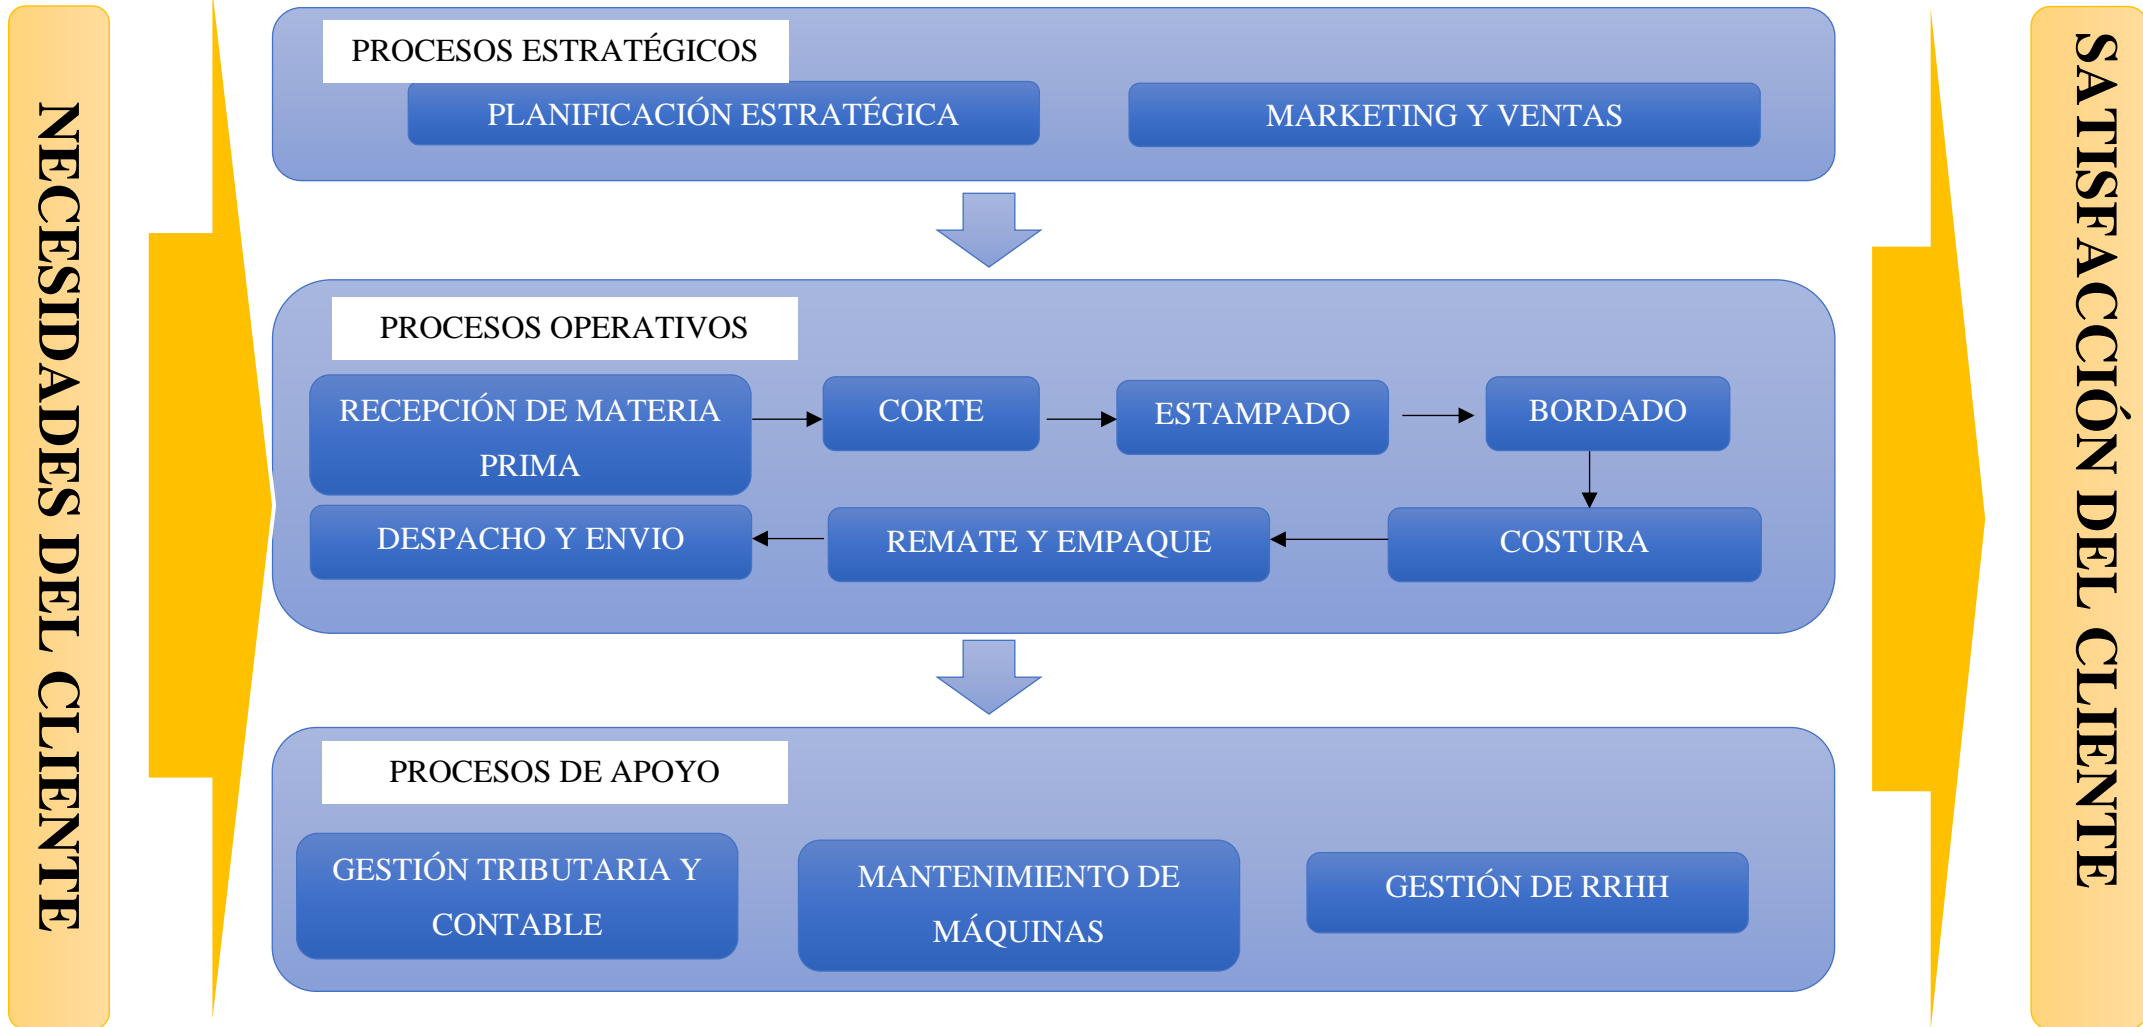 NECESIDADES DEL CLIENTE
PROCESOS ESTRATÉGICOS
PLANIFICACIÓN ESTRATÉGICA
MARKETING Y VENTAS
PROCESOS OPERATIVOS
RECEPCIÓN DE MATERIA
PRIMA
CORTE
ESTAMPADO
BORDADO
DESPACHO Y ENVIO
REMATE Y EMPAQUE
COSTURA
PROCESOS DE APOYO
GESTIÓN TRIBUTARIA Y
CONTABLE
MANTENIMIENTO DE
MÁQUINAS
GESTIÓN DE RRHH
SATISFACCIÓN DEL CLIENTE